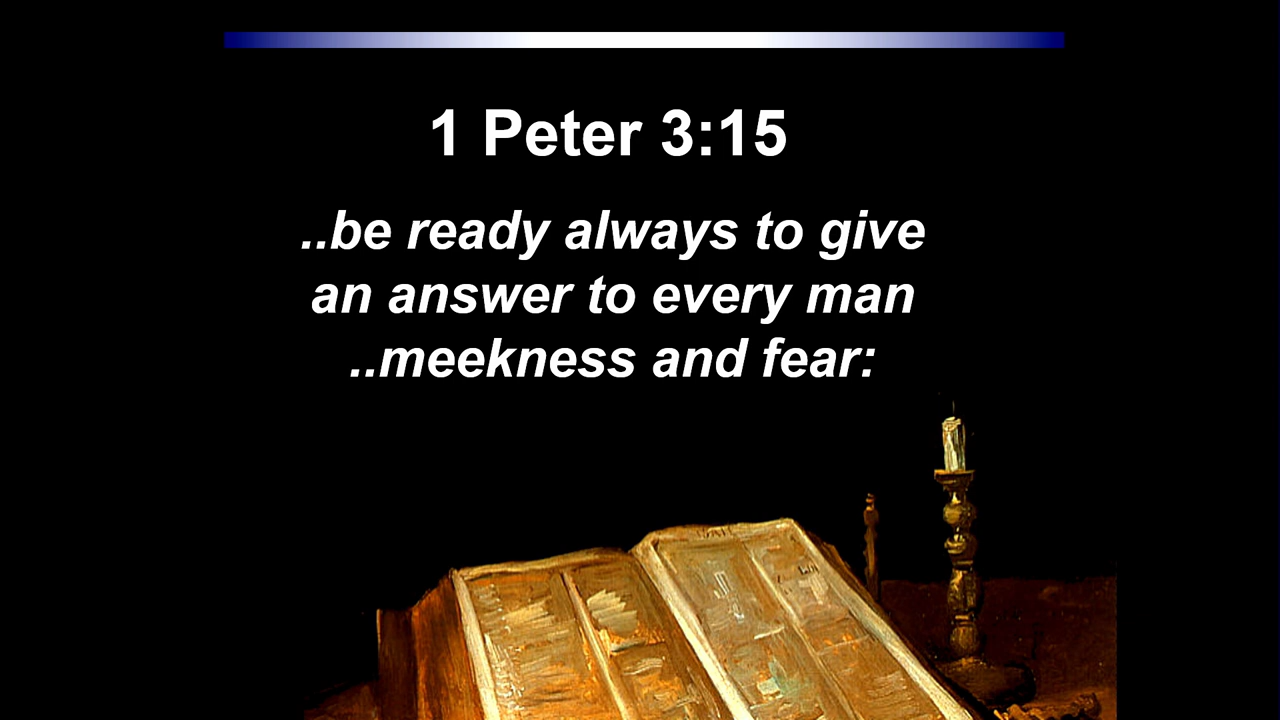 1 Peter 3:15
..be ready always to give
an answer to every man
..meekness and fear: